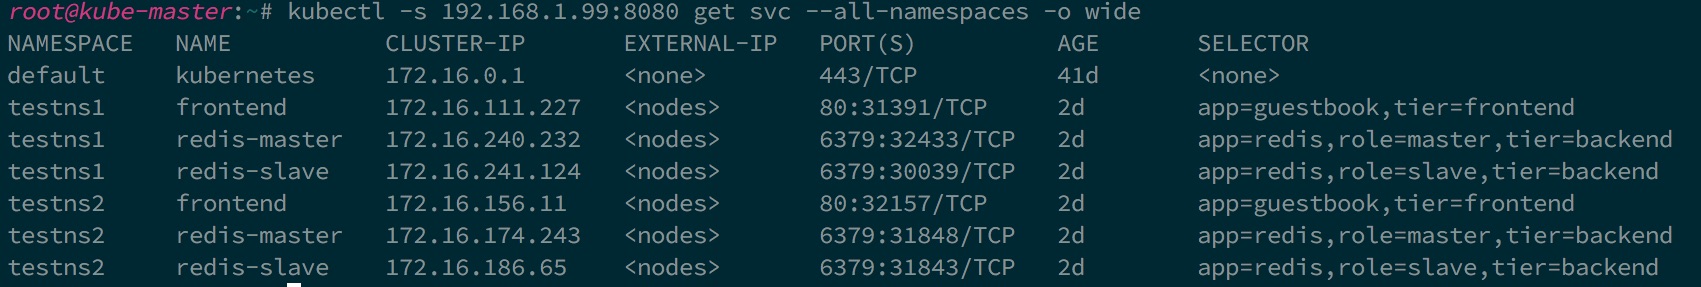 root@kube-master:~# kubectl -s 192.168.1.99:8080 get svc --all-namespaces -o wide
NAMESPACE   NAME           CLUSTER-IP       EXTERNAL-IP   PORT(S)          AGE       SELECTOR
default     kubernetes     172.16.0.1       <none>        443/TCP          41d       <none>
testns1     frontend       172.16.111.227   <nodes>       80:31391/TCP     2d        app=guestbook,tier=frontend
testns1     redis-master   172.16.240.232   <nodes>       6379:32433/TCP   2d        app=redis,role=master,tier=backend
testns1     redis-slave    172.16.241.124   <nodes>       6379:30039/TCP   2d        app=redis,role=slave,tier=backend
testns2     frontend       172.16.156.11    <nodes>       80:32157/TCP     2d        app=guestbook,tier=frontend
testns2     redis-master   172.16.174.243   <nodes>       6379:31848/TCP   2d        app=redis,role=master,tier=backend
testns2     redis-slave    172.16.186.65    <nodes>       6379:31843/TCP   2d        app=redis,role=slave,tier=backend